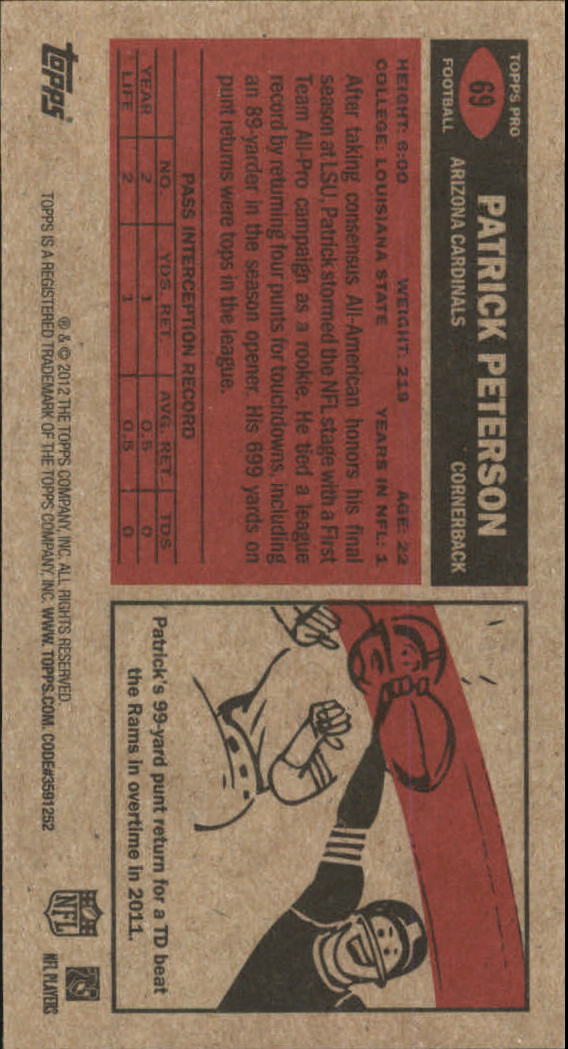 TOPPS PRO
69
FOOTBALL
PATRICK PETERSON
ARIZONA CARDINALS CORNERBACK
HEIGHT: 6:00 WEIGHT: 219 AGE: 22
COLLEGE: LOUISIANA STATE YEARS IN NFL: 1
After taking consensus All-American honors his final
season at LSU, Patrick stormed the NFL stage with a First
Team All-Pro campaign as a rookie. He tied a league
record by returning four punts for touchdowns, including
an 89-yarder in the season opener. His 699 yards on
punt returns were tops in the league.
PASS INTERCEPTION RECORD
NO. YDS. RET. AVG. RET. TDS
YEAR 2 1 0.5 0
LIFE 2 1 0.5 0
Patrick's 99-yard punt return for a TD beat
the Rams in overtime in 2011.
topps
® & © 2012 THE TOPPS COMPANY, INC. ALL RIGHTS RESERVED.
TOPPS IS A REGISTERED TRADEMARK OF THE TOPPS COMPANY, INC. WWW.TOPPS.COM. CODE#3591252
NFL
NFL PLAYERS